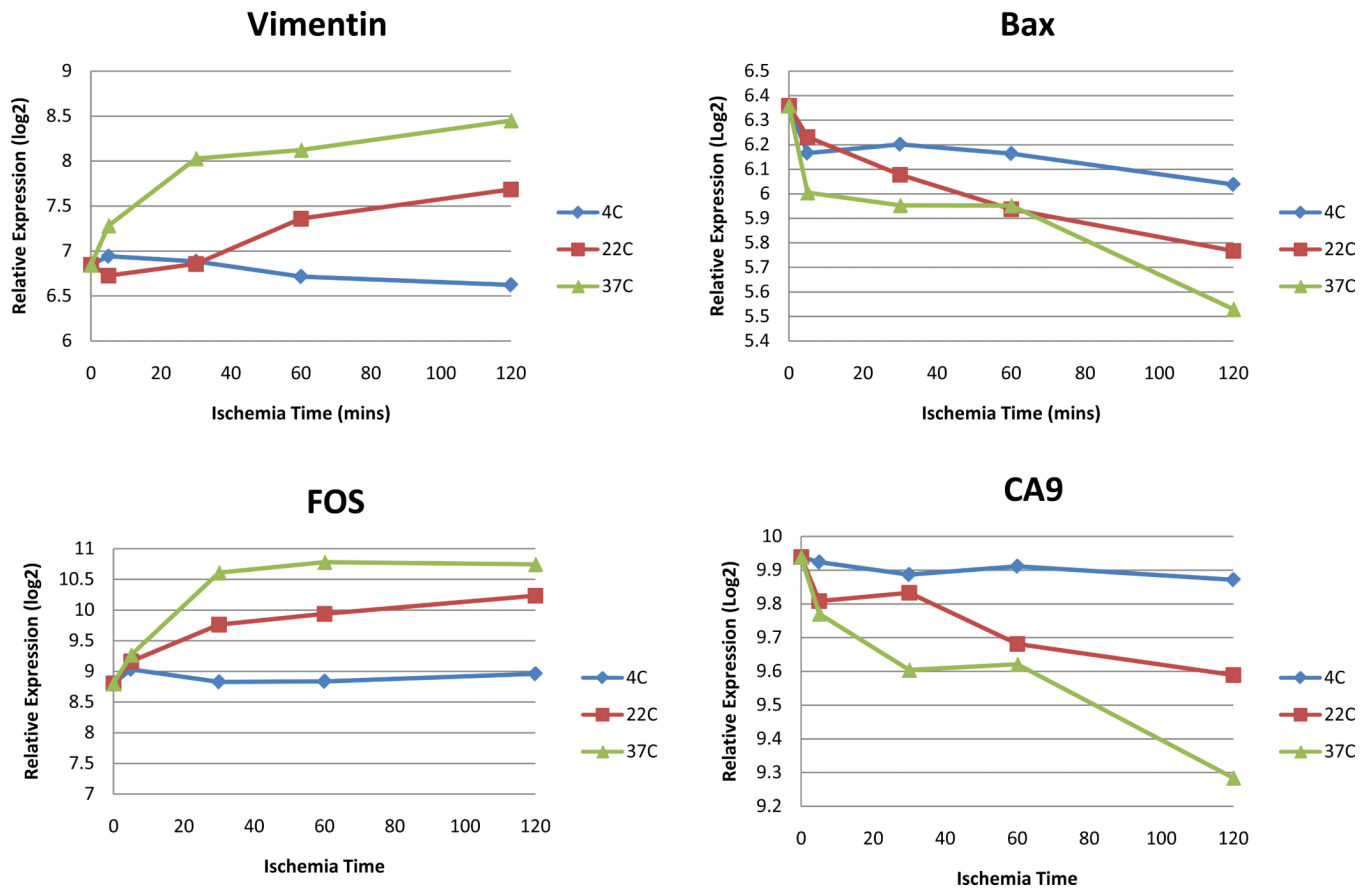 Vimentin
Relative Expression (log2)
9
8.5
8
7.5
7
6.5
6
0 20 40 60 80 100 120
Ischemia Time (mins)
4C
22C
37C
Bax
Relative Expression (Log2)
6.5
6.4
6.3
6.2
6.1
6
5.9
5.8
5.7
5.6
5.5
5.4
0 20 40 60 80 100 120
Ischemia Time (mins)
4C
22C
37C
FOS
Relative Expression (log2)
11
10.5
10
9.5
9
8.5
8
7.5
7
0 20 40 60 80 100 120
Ischemia Time
4C
22C
37C
CA9
Relative Expression (Log2)
10
9.9
9.8
9.7
9.6
9.5
9.4
9.3
9.2
0 20 40 60 80 100 120
Ischemia Time
4C
22C
37C